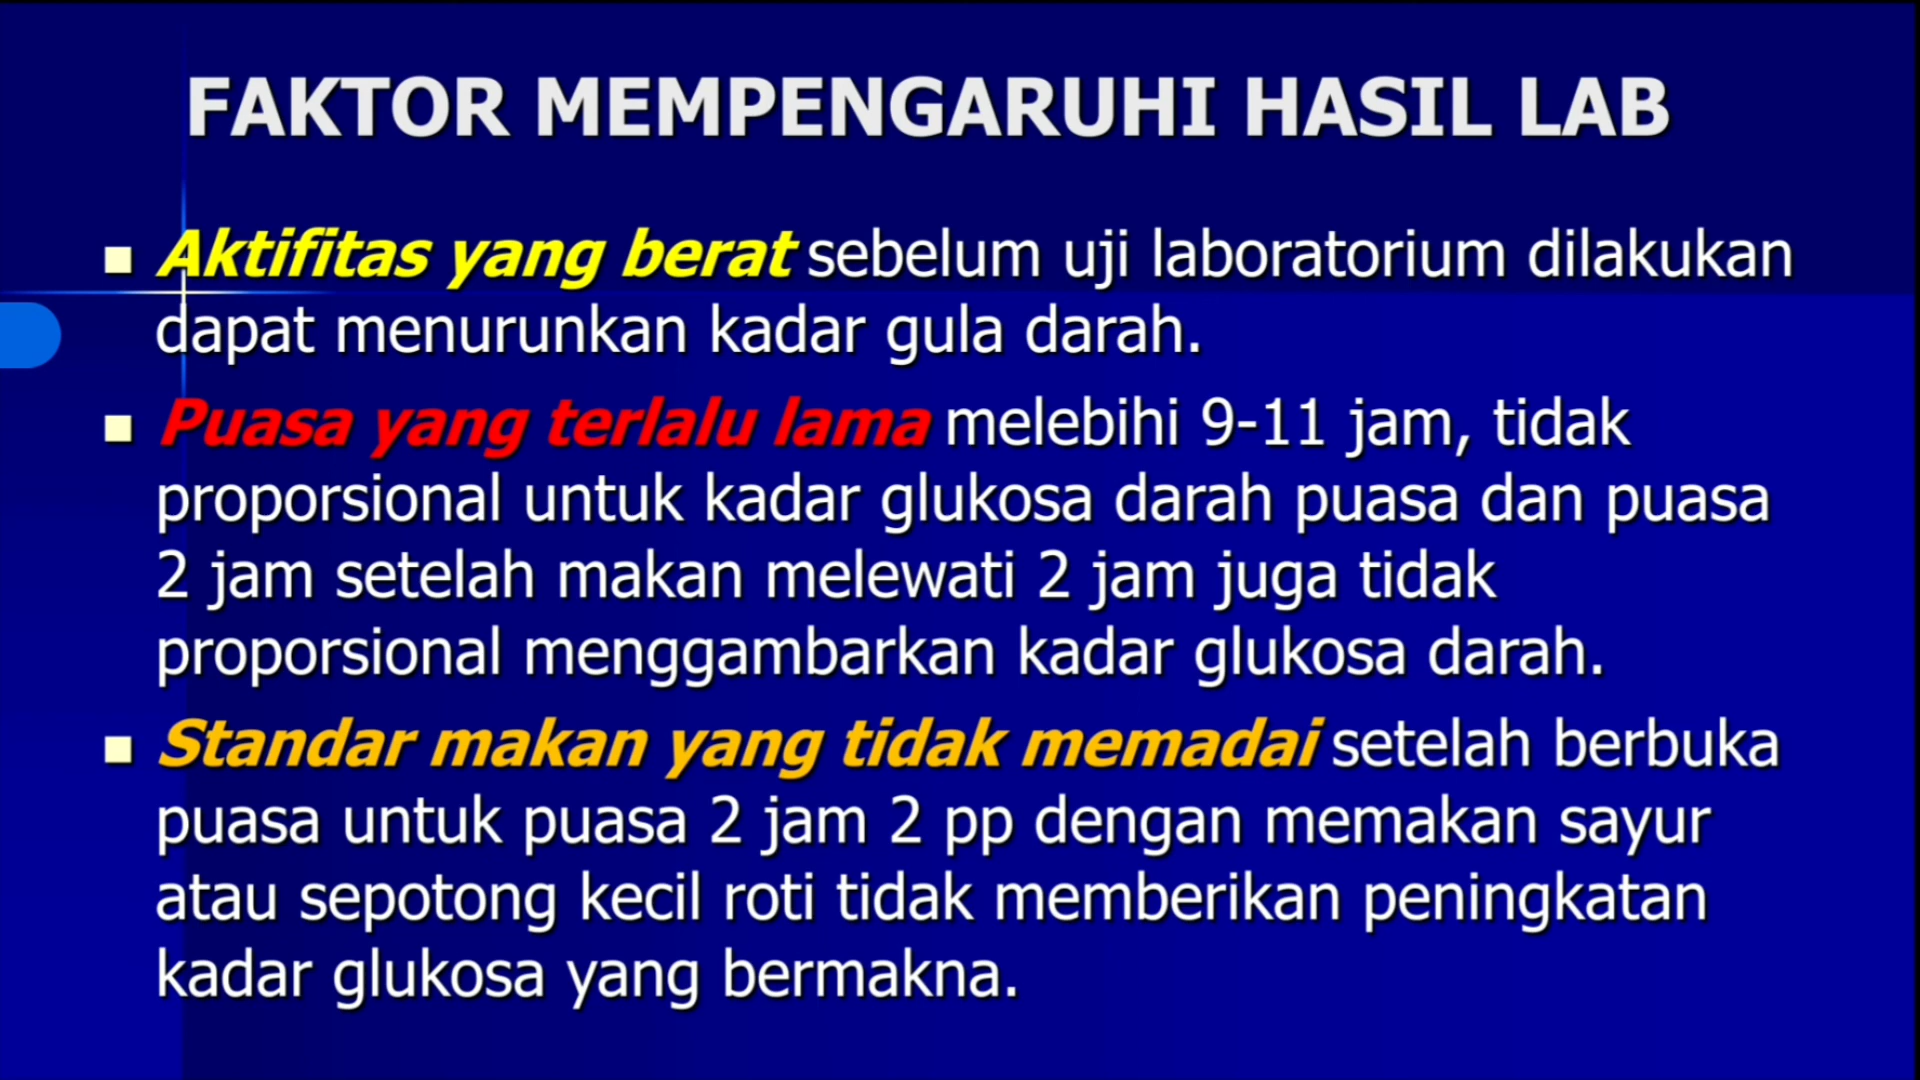 FAKTOR MEMPENGARUHI HASIL LAB
Aktifitas yang berat sebelum uji laboratorium dilakukan
dapat menurunkan kadar gula darah.
Puasa yang terlalu lama melebihi 9-11 jam, tidak
proporsional untuk kadar glukosa darah puasa dan puasa
2 jam setelah makan melewati 2 jam juga tidak
proporsional menggambarkan kadar glukosa darah.
Standar makan yang tidak memadai setelah berbuka
puasa untuk puasa 2 jam 2 pp dengan memakan sayur
atau sepotong kecil roti tidak memberikan peningkatan
kadar glukosa yang bermakna.